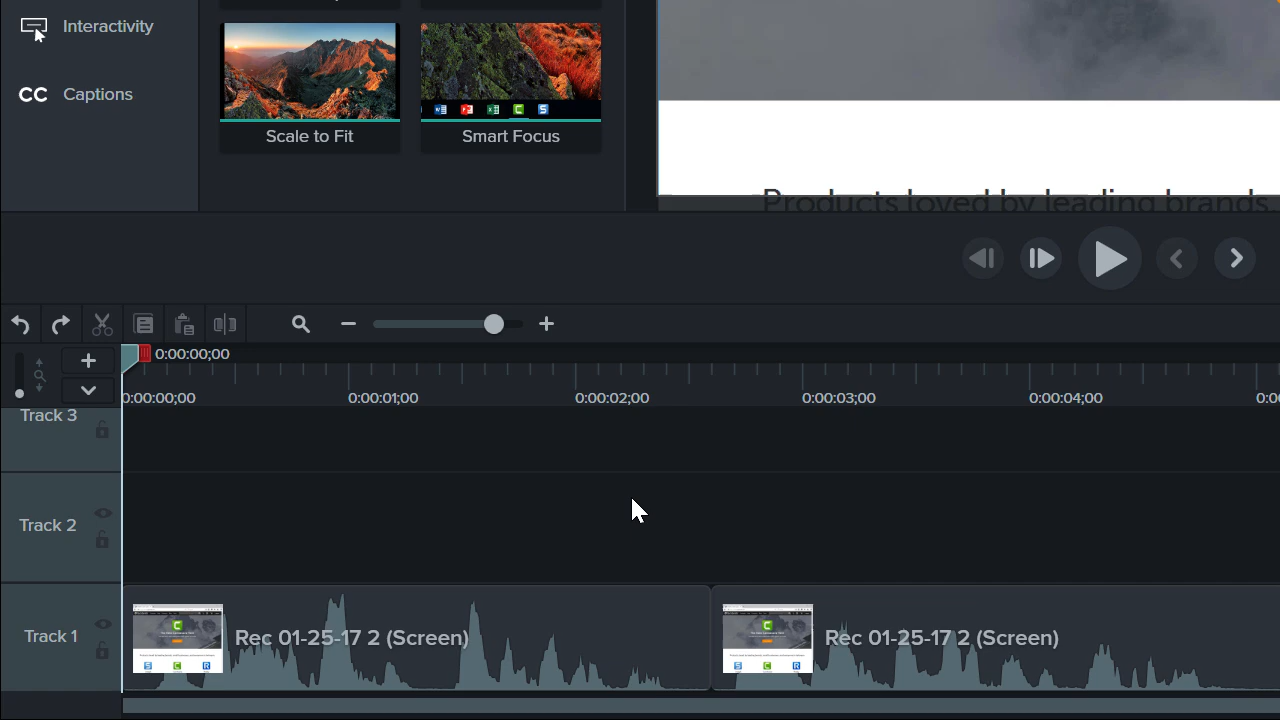 Interactivity
CC Captions
Scale to Fit
Smart Focus
Products loved by leading brands
0:00:00;00
0:00:00;00
0:00:01;00
0:00:02;00
0:00:03;00
0:00:04;00
Track 3
Track 2
Track 1
Rec 01-25-17 2 (Screen)
Rec 01-25-17 2 (Screen)